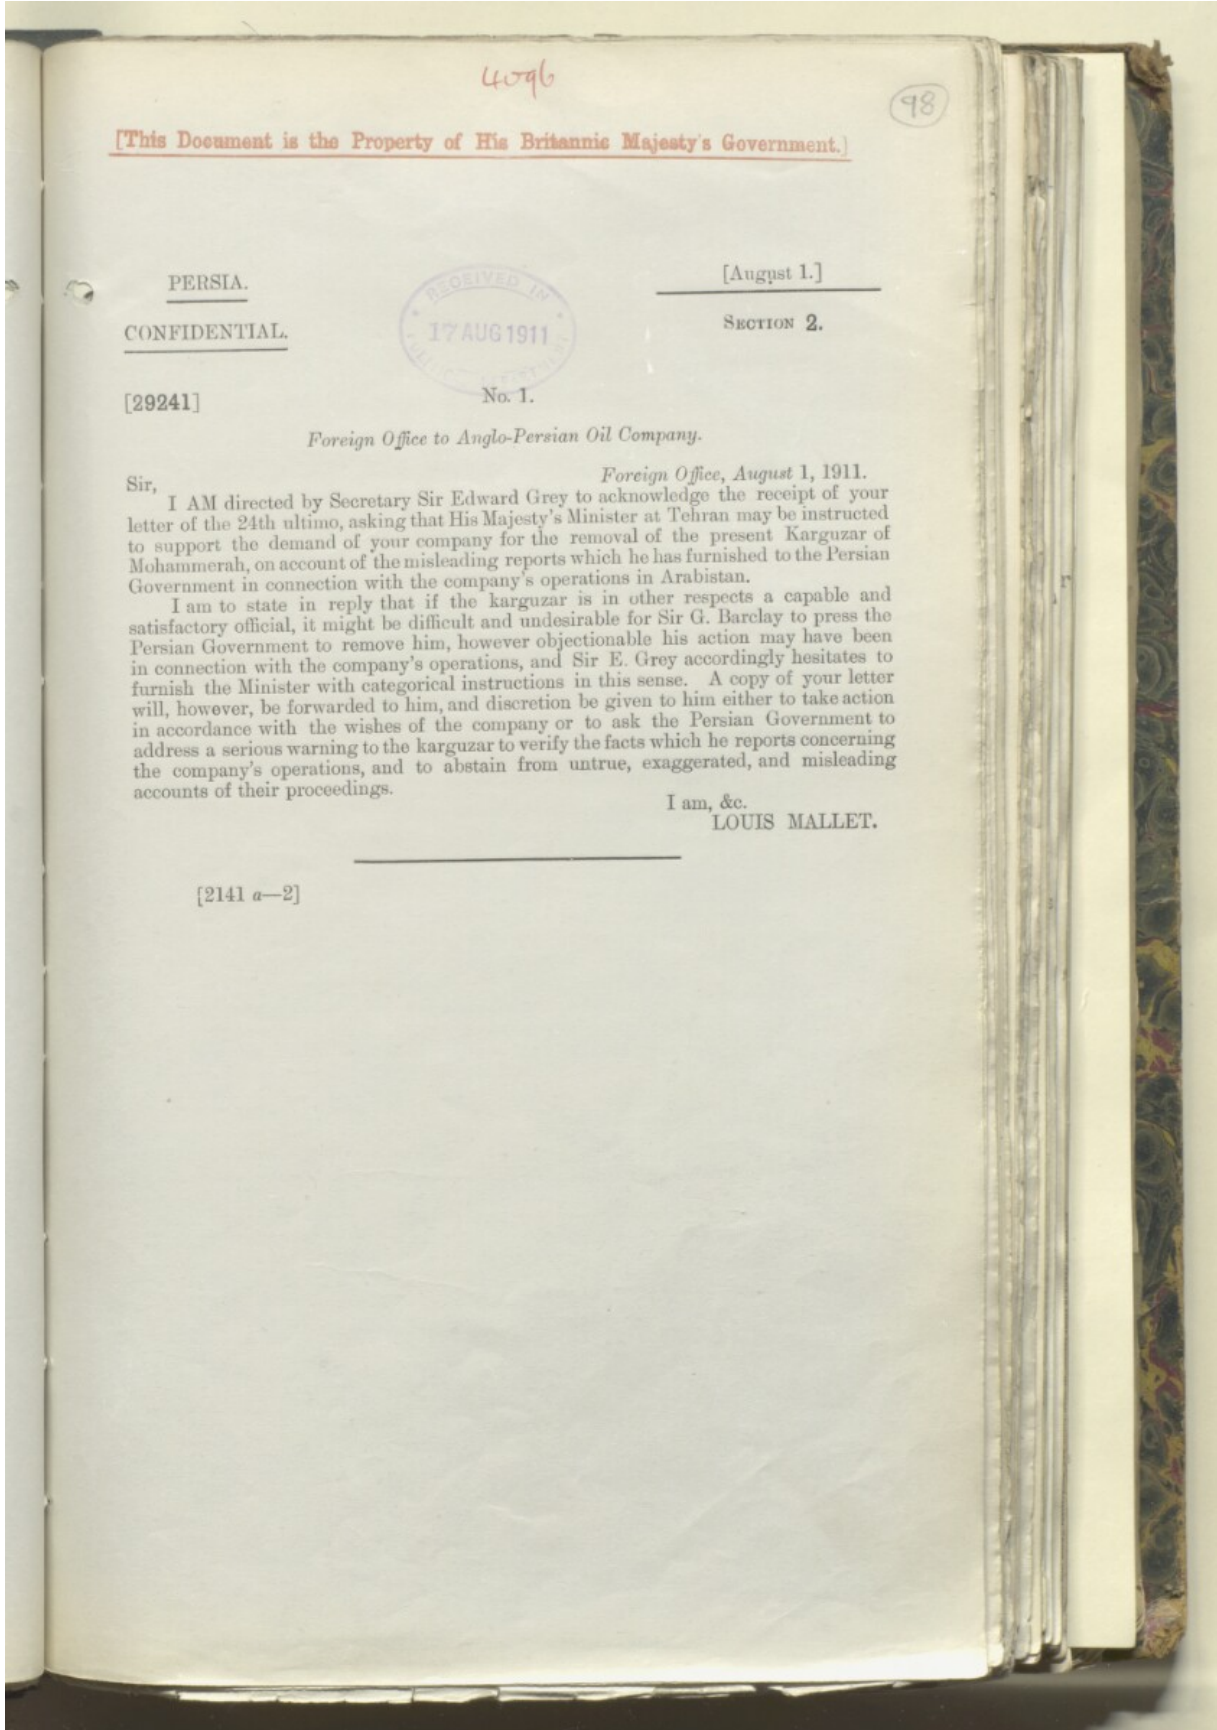 4096
98
[This Document is the Property of His Britannic Majesty's Government.]
PERSIA.
[August 1.]
CONFIDENTIAL.
SECTION 2.
RECEIVED IN
17 AUG 1911
[29241]
No. 1.
Foreign Office to Anglo-Persian Oil Company.
Sir,
Foreign Office, August 1, 1911.
I AM directed by Secretary Sir Edward Grey to acknowledge the receipt of your
letter of the 24th ultimo, asking that His Majesty's Minister at Tehran may be instructed
to support the demand of your company for the removal of the present Karguzar of
Mohammerah, on account of the misleading reports which he has furnished to the Persian
Government in connection with the company's operations in Arabistan.
I am to state in reply that if the karguzar is in other respects a capable and
satisfactory official, it might be difficult and undesirable for Sir G. Barclay to press the
Persian Government to remove him, however objectionable his action may have been
in connection with the company's operations, and Sir E. Grey accordingly hesitates to
furnish the Minister with categorical instructions in this sense. A copy of your letter
will, however, be forwarded to him, and discretion be given to him either to take action
in accordance with the wishes of the company or to ask the Persian Government to
address a serious warning to the karguzar to verify the facts which he reports concerning
the company's operations, and to abstain from untrue, exaggerated, and misleading
accounts of their proceedings.
I am, &c.
LOUIS MALLET.
[2141 a—2]